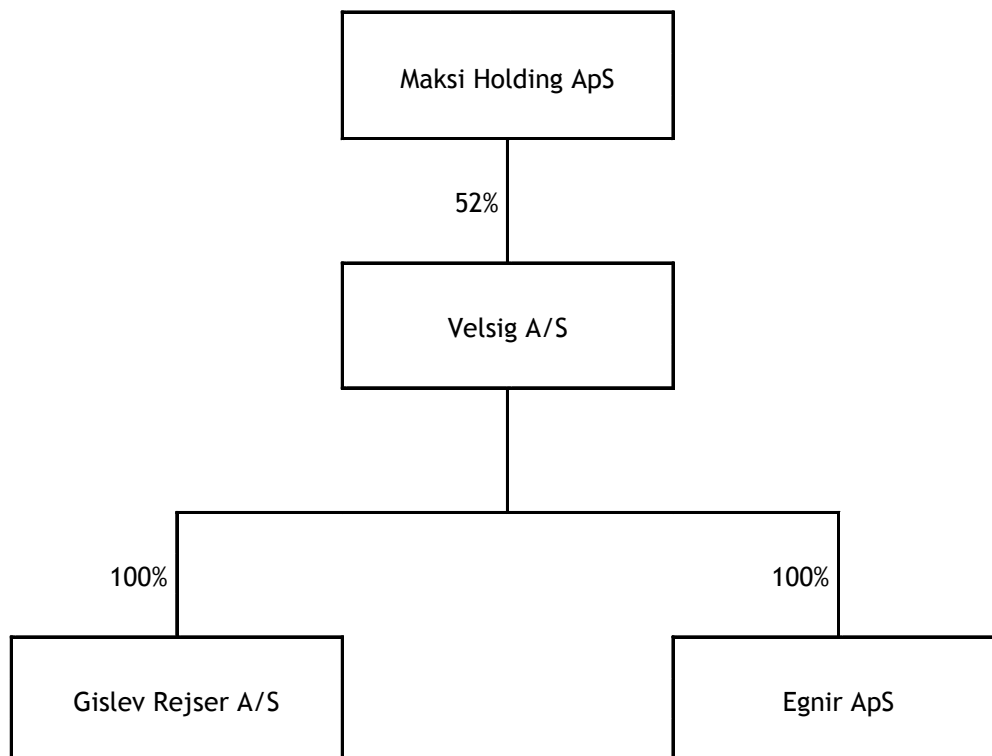 Maksi Holding ApS
52%
Velsig A/S
100%
100%
Gislev Rejser A/S
Egnir ApS